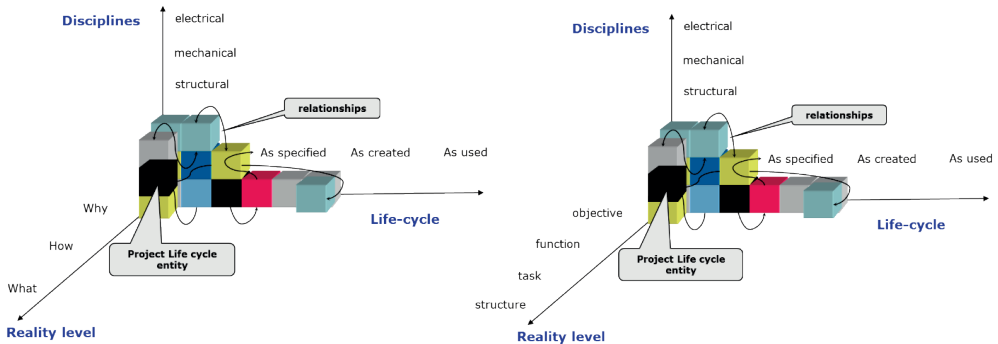 Disciplines
electrical
mechanical
structural
relationships
As specified
As created
As used
Life-cycle
Why
How
What
Project Life cycle
entity
Reality level
Disciplines
electrical
mechanical
structural
relationships
As specified
As created
As used
Life-cycle
objective
function
task
structure
Project Life cycle
entity
Reality level